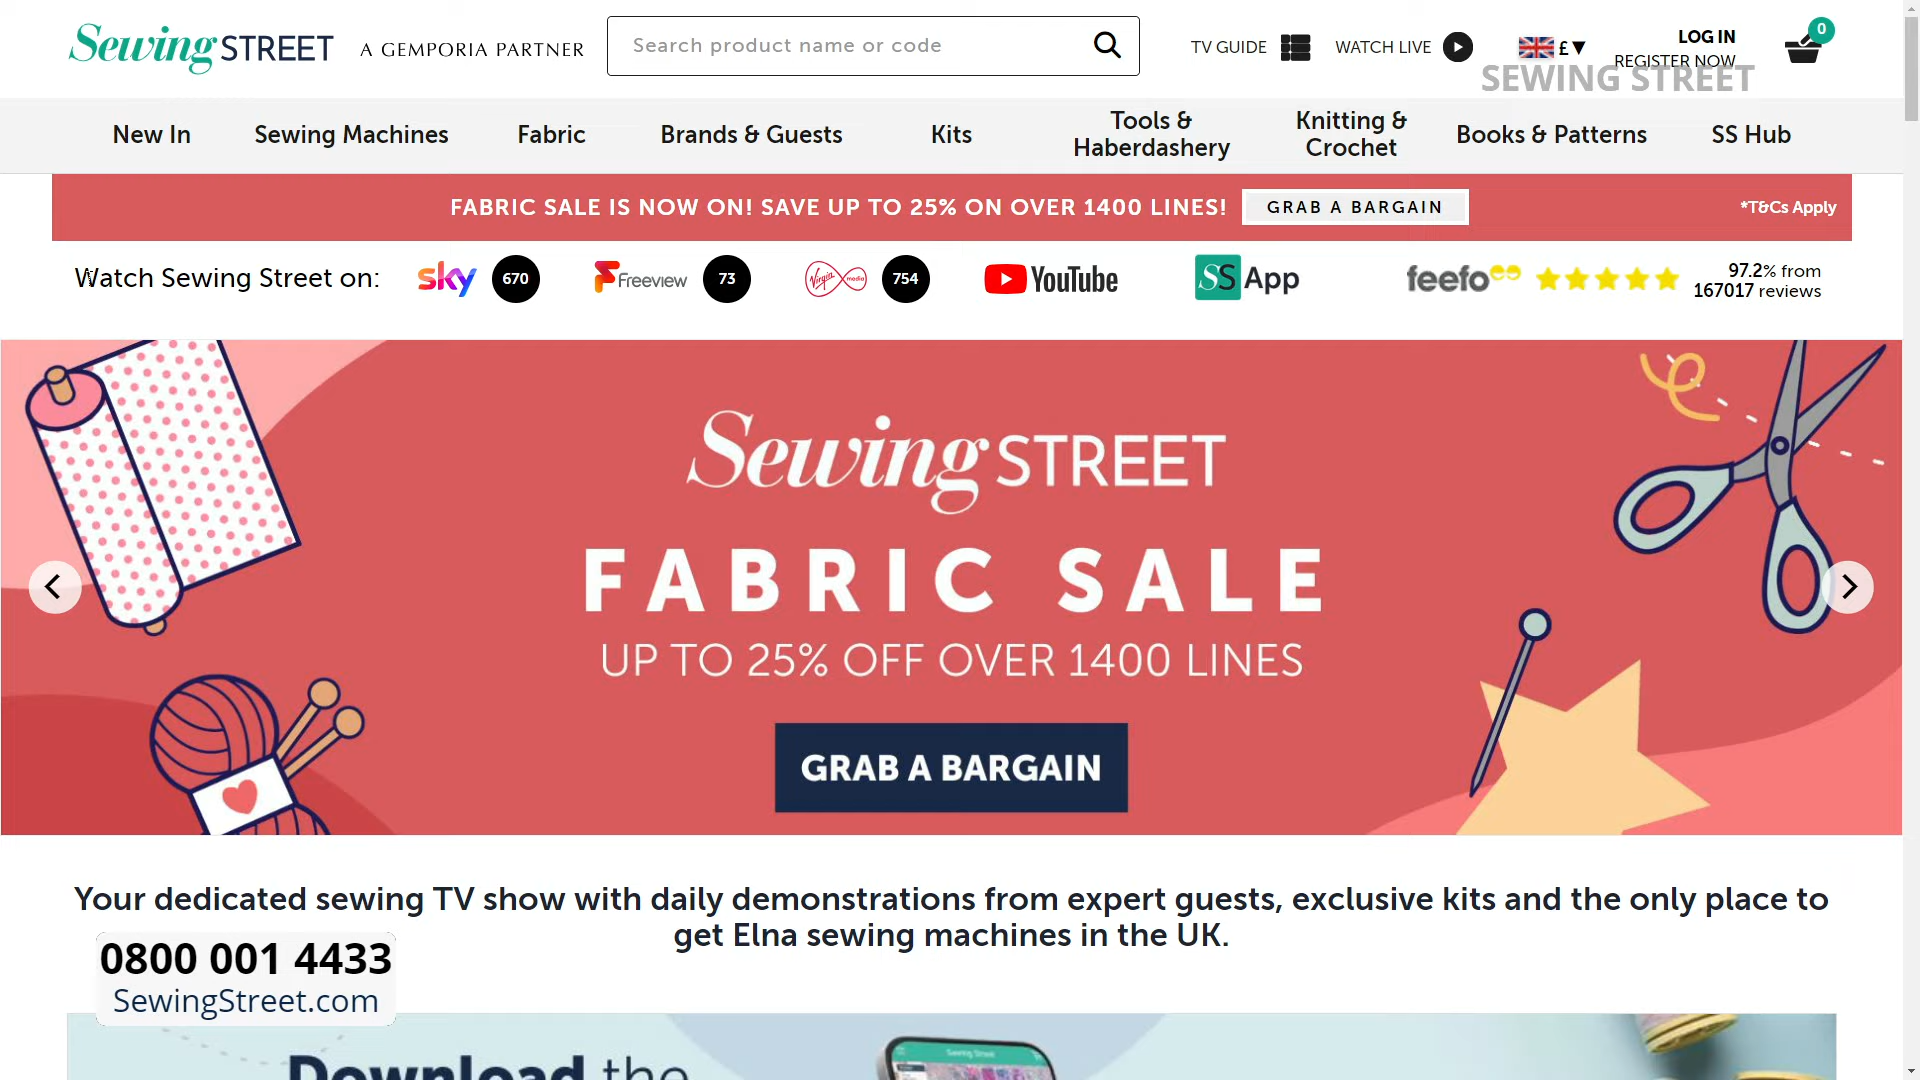 Sewing STREET A GEMPORIA PARTNER
Search product name or code
TV GUIDE
WATCH LIVE
£▼
LOG IN
REGISTER NOW
0
SEWING STREET
New In
Sewing Machines
Fabric
Brands & Guests
Kits
Tools &
Haberdashery
Knitting &
Crochet
Books & Patterns
SS Hub
FABRIC SALE IS NOW ON! SAVE UP TO 25% ON OVER 1400 LINES!
GRAB A BARGAIN
*T&Cs Apply
Watch Sewing Street on:
sky 670
Freeview 73
Virgin media 754
YouTube
SS App
feefo
97.2% from
167017 reviews
Sewing STREET
FABRIC SALE
UP TO 25% OFF OVER 1400 LINES
GRAB A BARGAIN
Your dedicated sewing TV show with daily demonstrations from expert guests, exclusive kits and the only place to
get Elna sewing machines in the UK.
0800 001 4433
SewingStreet.com
Download the
Sewing Street